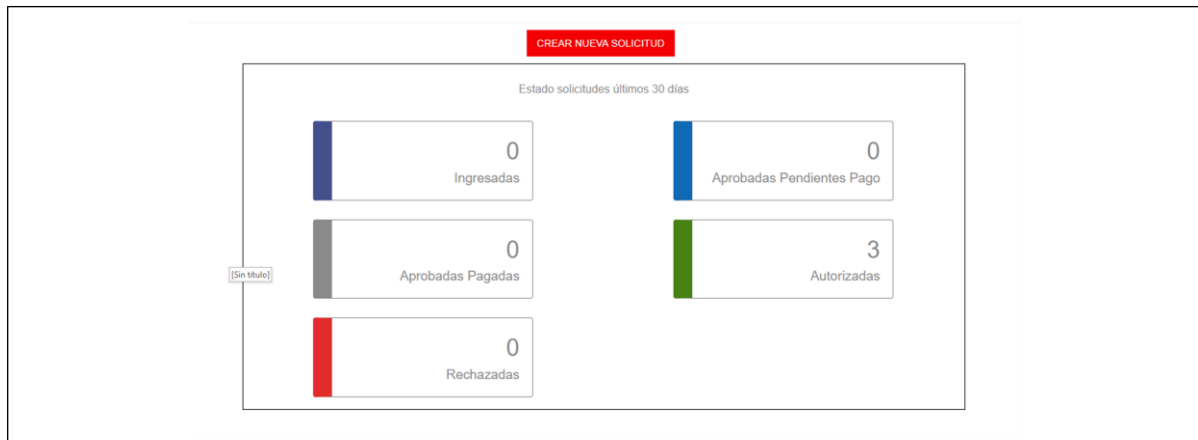 CREAR NUEVA SOLICITUD
Estado solicitudes últimos 30 días
0
Ingresadas
0
Aprobadas Pendientes Pago
0
Aprobadas Pagadas
3
Autorizadas
[Sin título]
0
Rechazadas